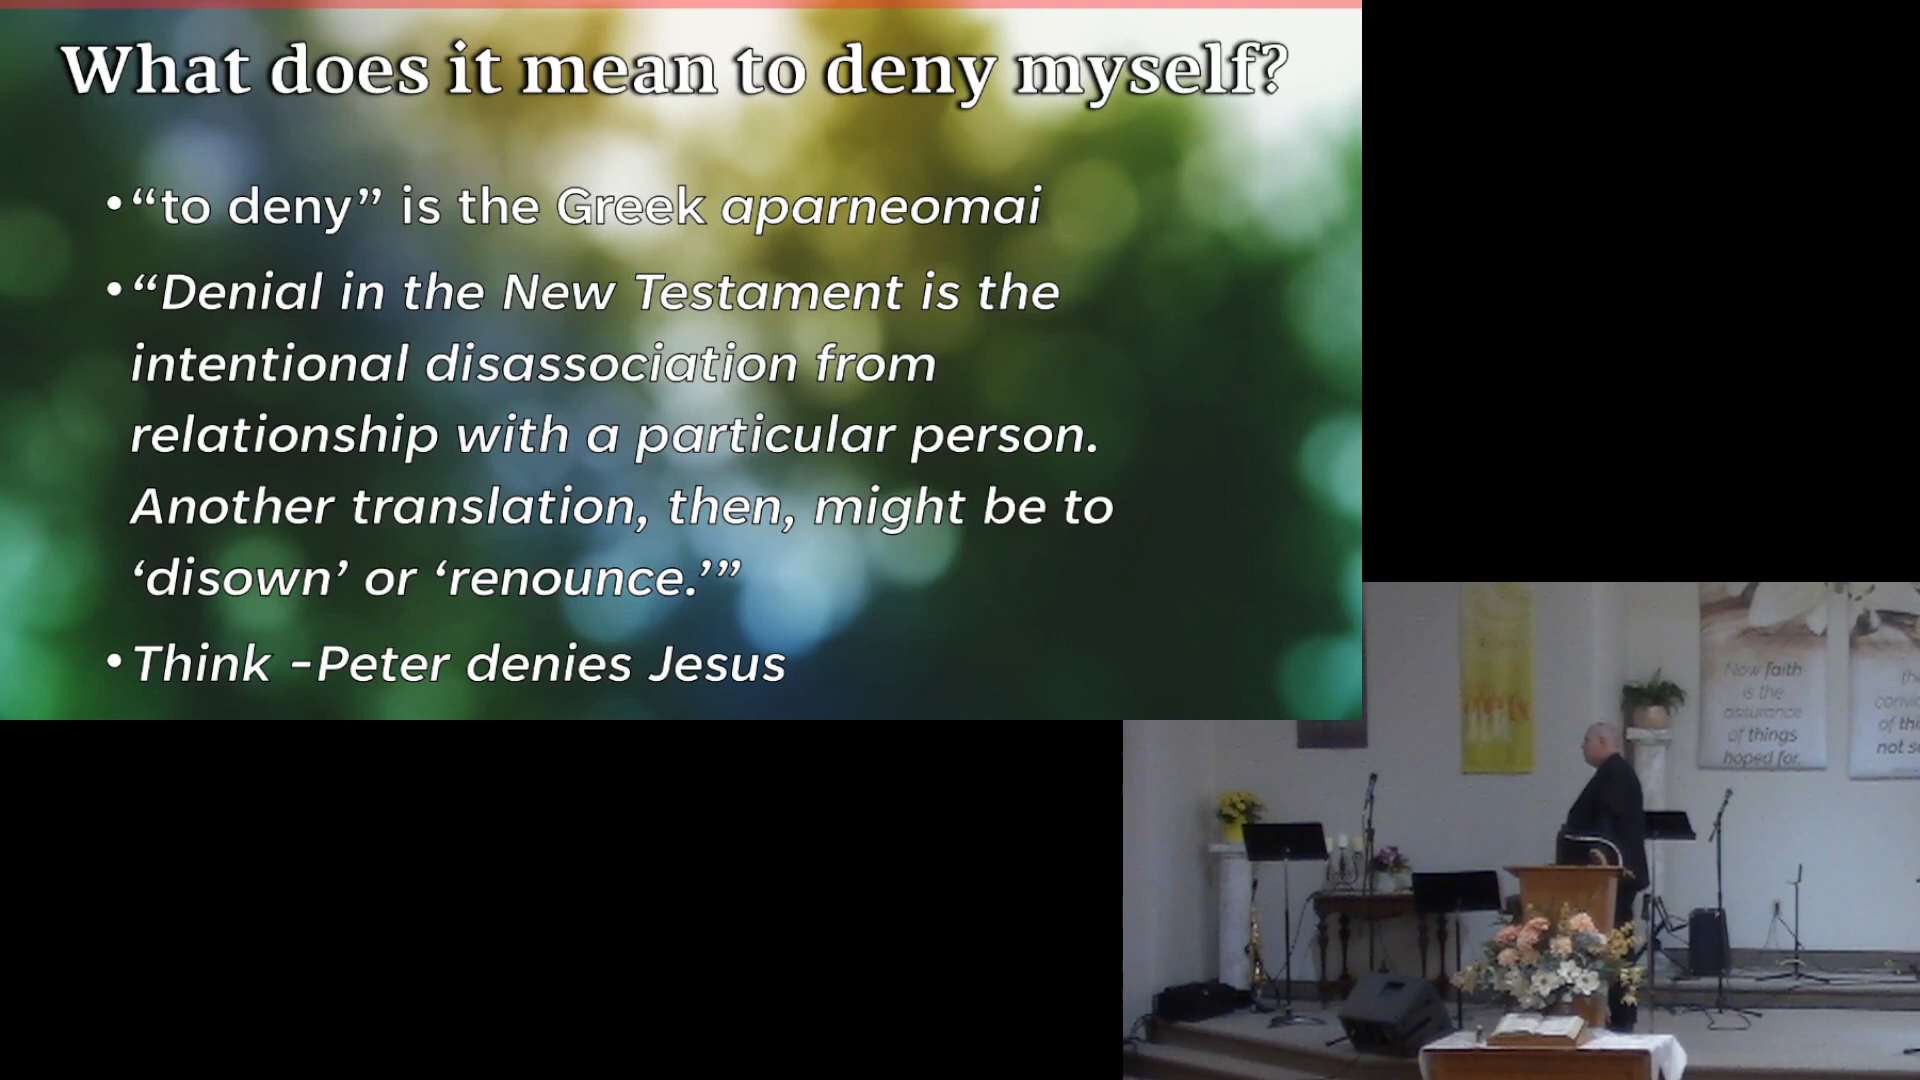 What does it mean to deny myself?
•“to deny” is the Greek aparneomai
•“Denial in the New Testament is the
intentional disassociation from
relationship with a particular person.
Another translation, then, might be to
‘disown’ or ‘renounce.’”
•Think -Peter denies Jesus
Now faith
is the
assurance
of things
hoped for,
of
not